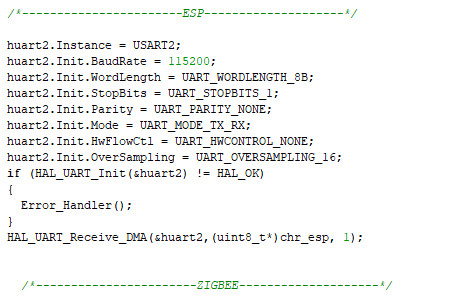 /*-----------------------ESP--------------------*/
huart2.Instance = USART2;
huart2.Init.BaudRate = 115200;
huart2.Init.WordLength = UART_WORDLENGTH_8B;
huart2.Init.StopBits = UART_STOPBITS_1;
huart2.Init.Parity = UART_PARITY_NONE;
huart2.Init.Mode = UART_MODE_TX_RX;
huart2.Init.HwFlowCtl = UART_HWCONTROL_NONE;
huart2.Init.OverSampling = UART_OVERSAMPLING_16;
if (HAL_UART_Init(&huart2) != HAL_OK)
{
  Error_Handler();
}
HAL_UART_Receive_DMA(&huart2,(uint8_t*)chr_esp, 1);
/*-----------------------ZIGBEE--------------------*/